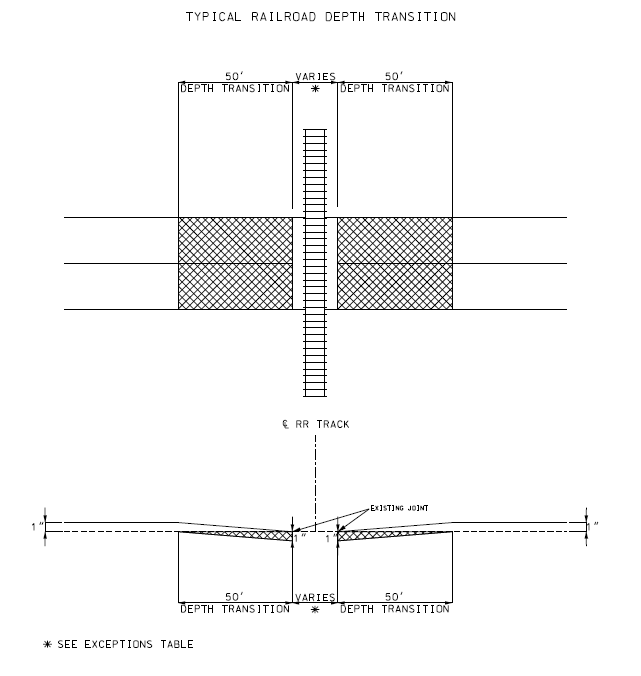 TYPICAL RAILROAD DEPTH TRANSITION
50' VARIES 50'
DEPTH TRANSITION * DEPTH TRANSITION
℄ RR TRACK
EXISTING JOINT
1" 1" 1" 1"
50' VARIES 50'
DEPTH TRANSITION * DEPTH TRANSITION
* SEE EXCEPTIONS TABLE